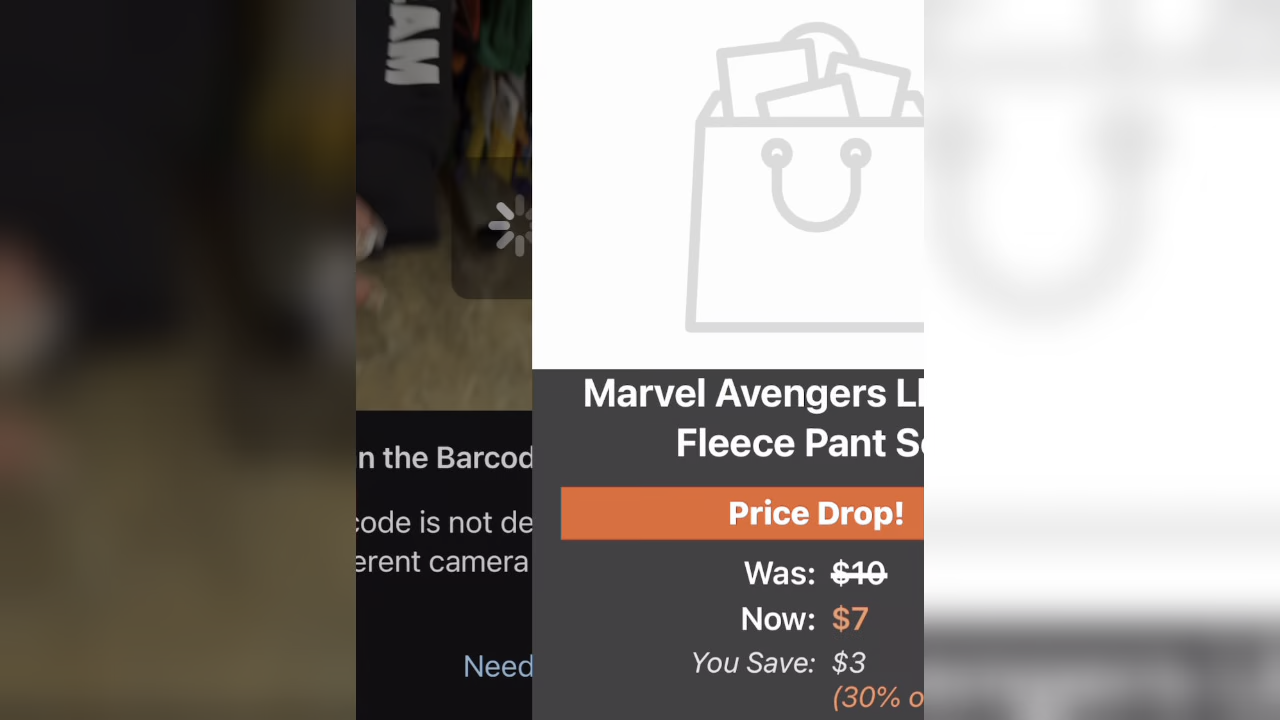 AM
n the Barcod
code is not de
erent camera
Need
Marvel Avengers
Fleece Pant
Price Drop!
Was: $10
Now: $7
You Save: $3
(30%